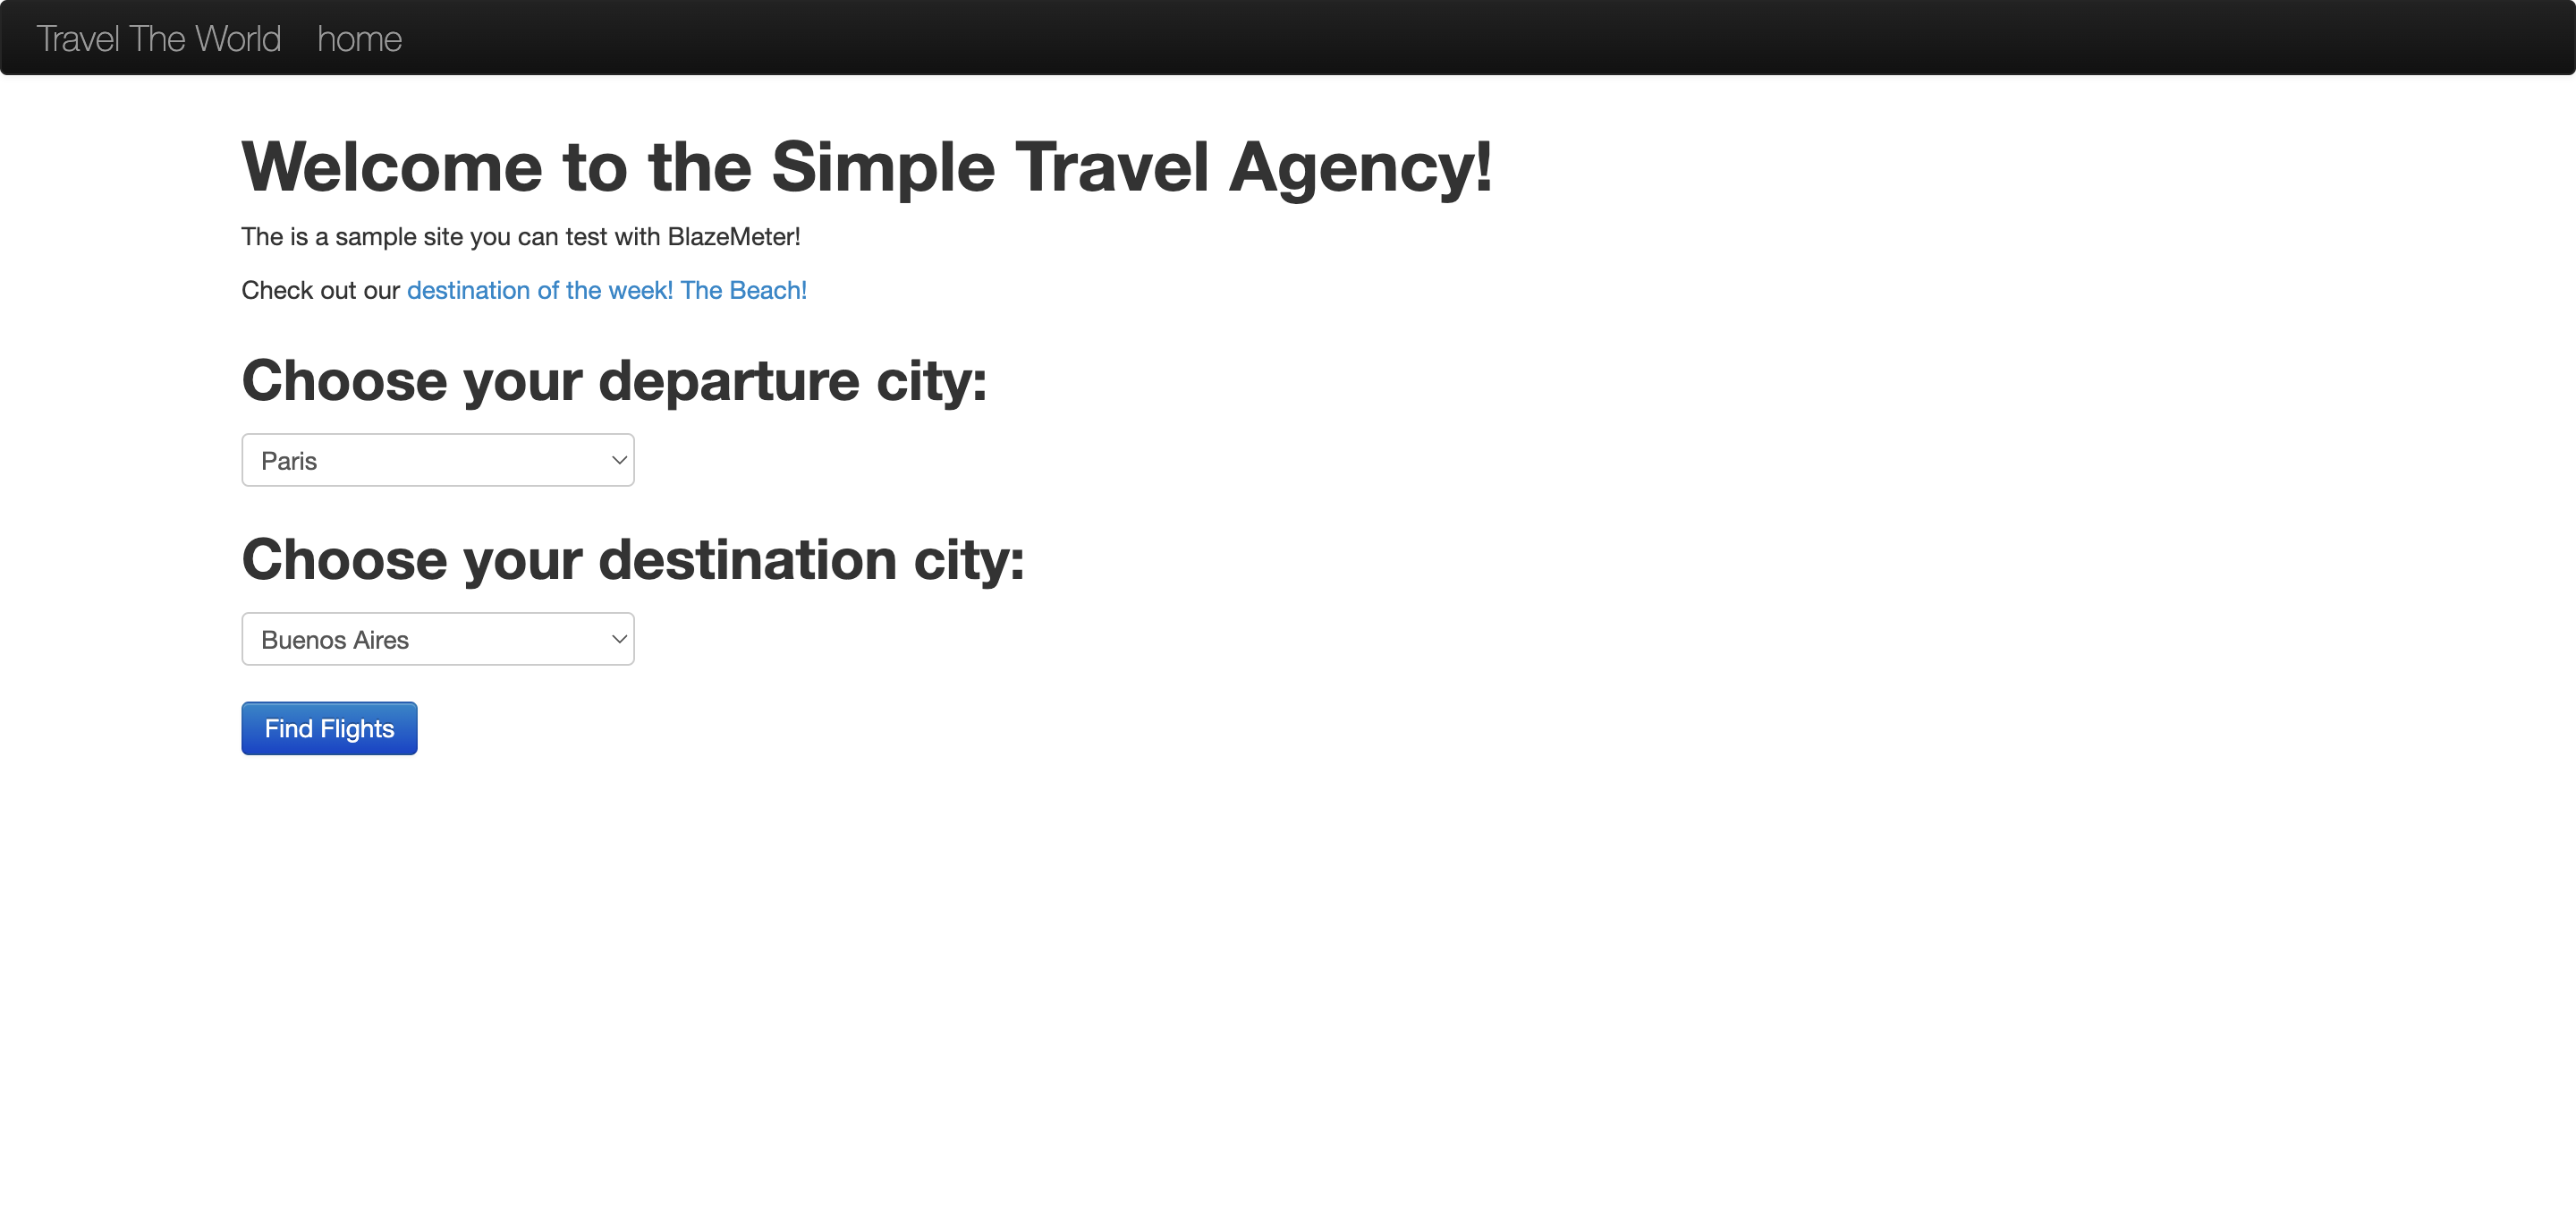 Travel The World home
Welcome to the Simple Travel Agency!
The is a sample site you can test with BlazeMeter!
Check out our destination of the week! The Beach!
Choose your departure city:
Paris
Choose your destination city:
Buenos Aires
Find Flights